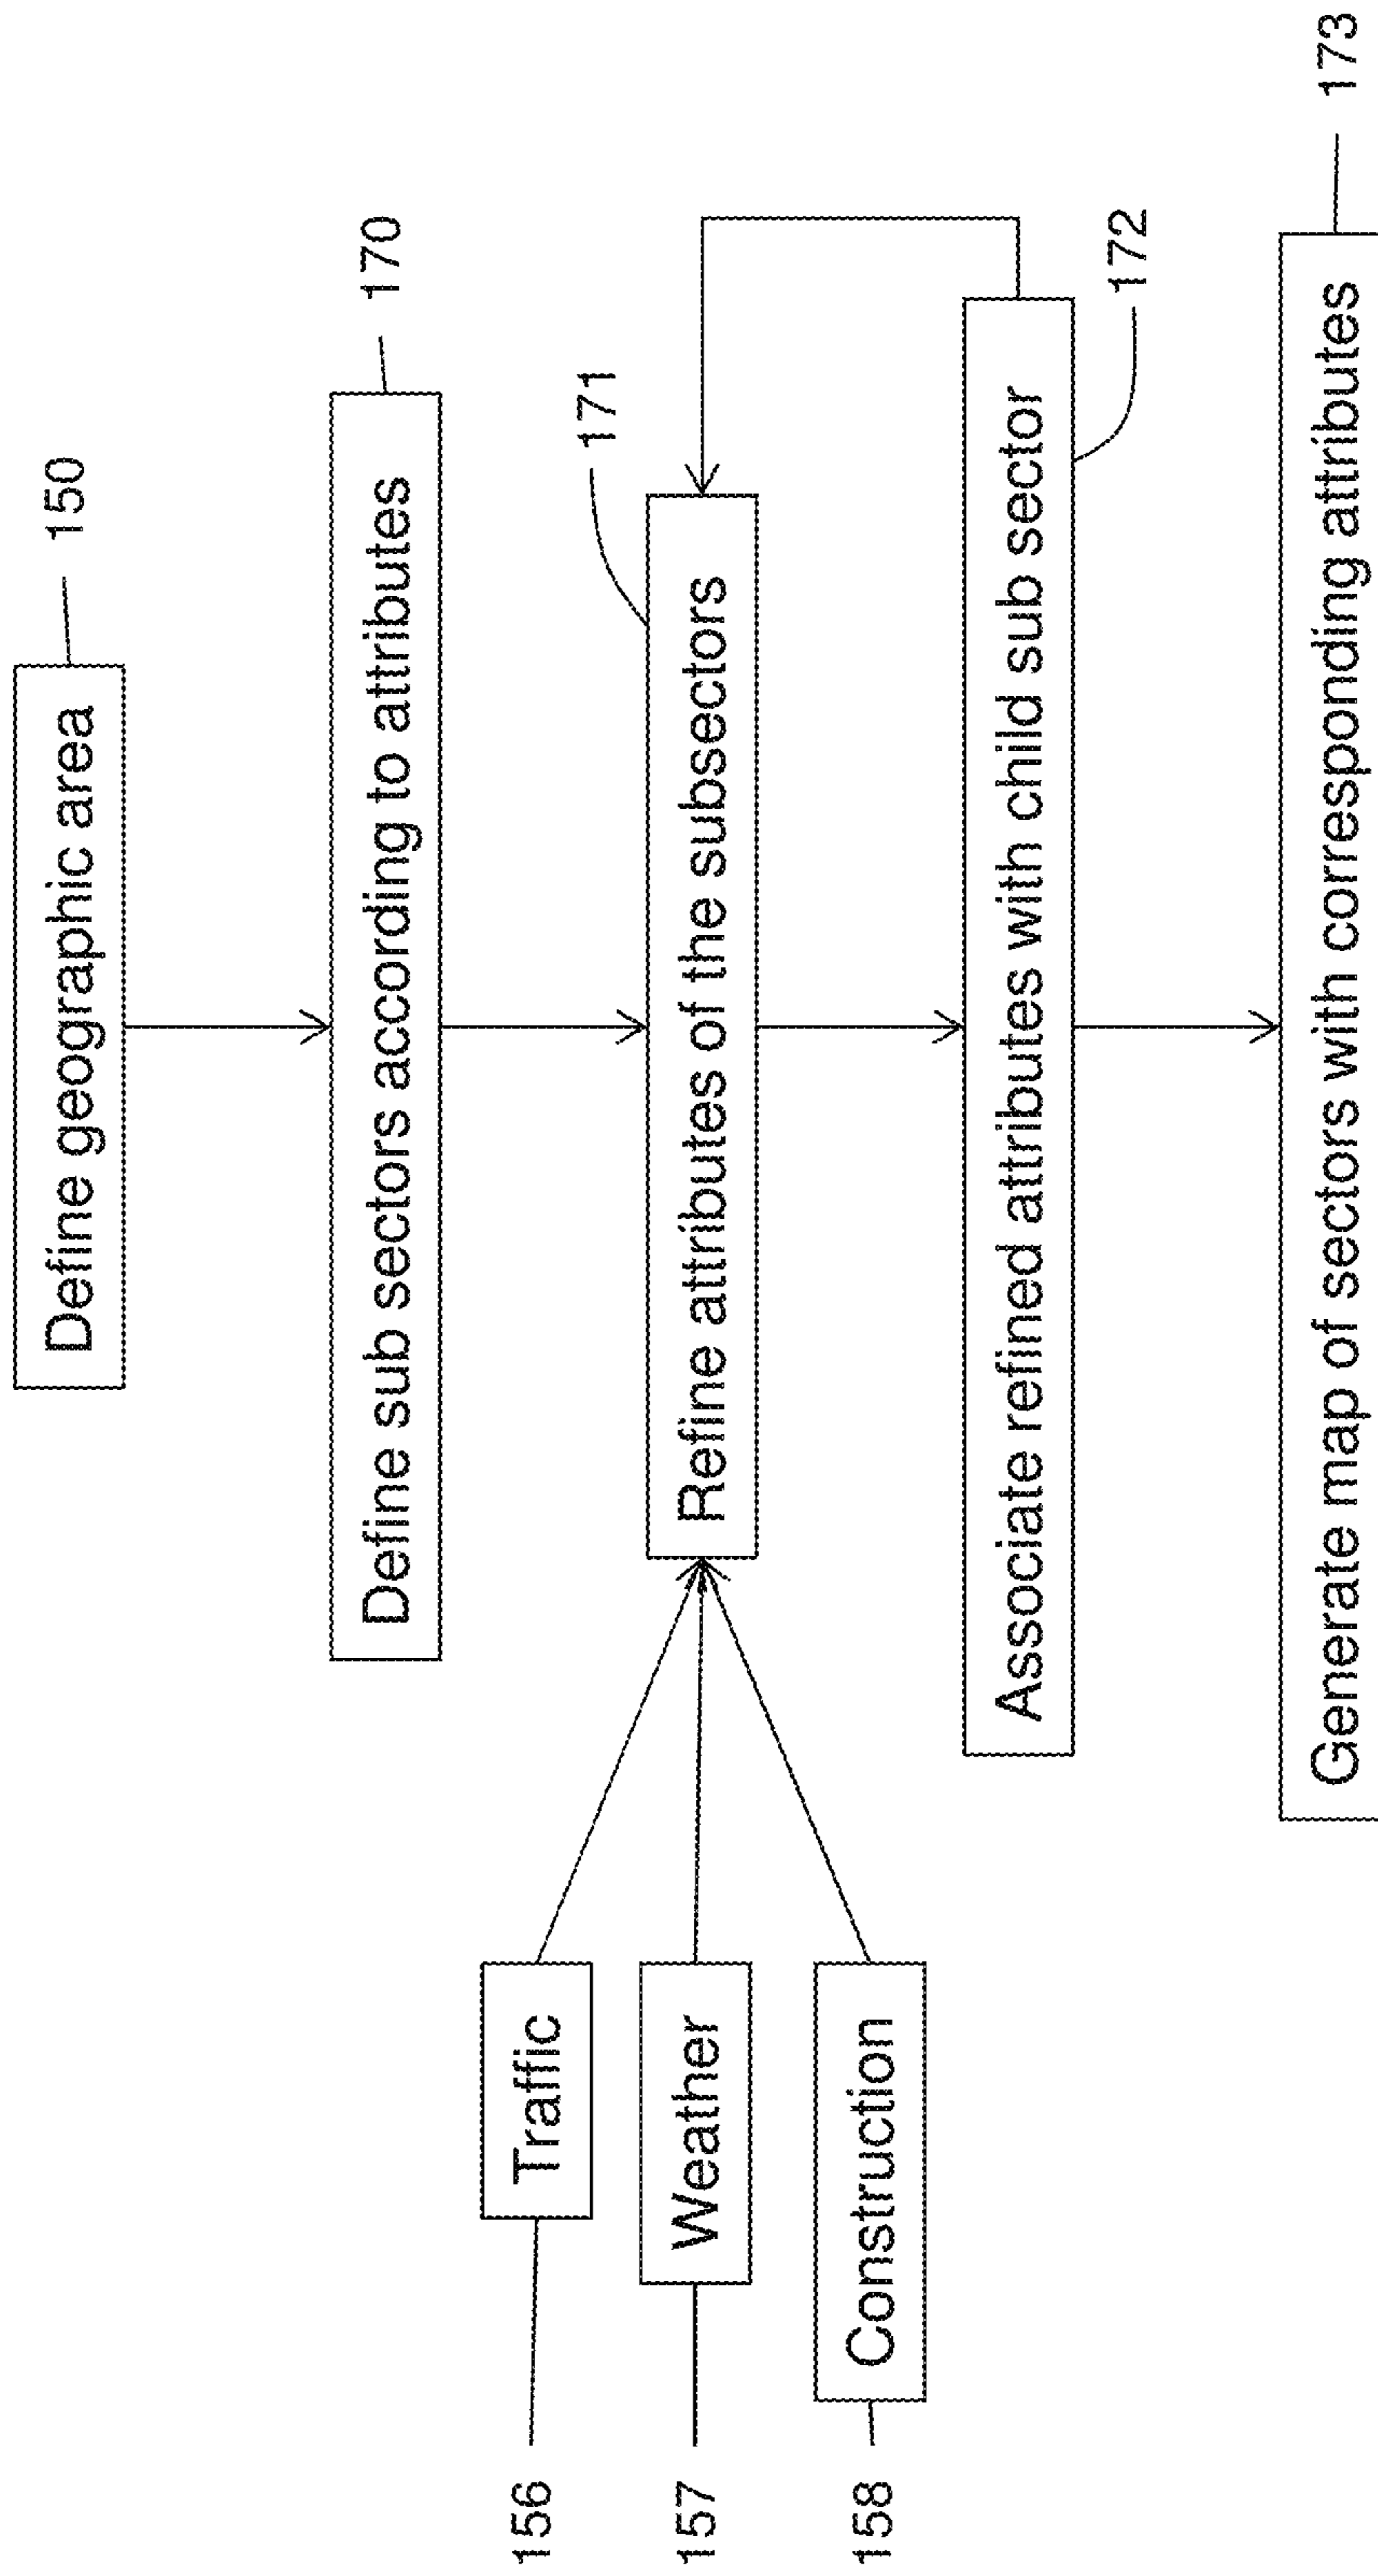 Define geographic area
150
Define sub sectors according to attributes
170
Traffic
156
Weather
157
Construction
158
Refine attributes of the subsectors
171
Associate refined attributes with child sub sector
172
Generate map of sectors with corresponding attributes
173